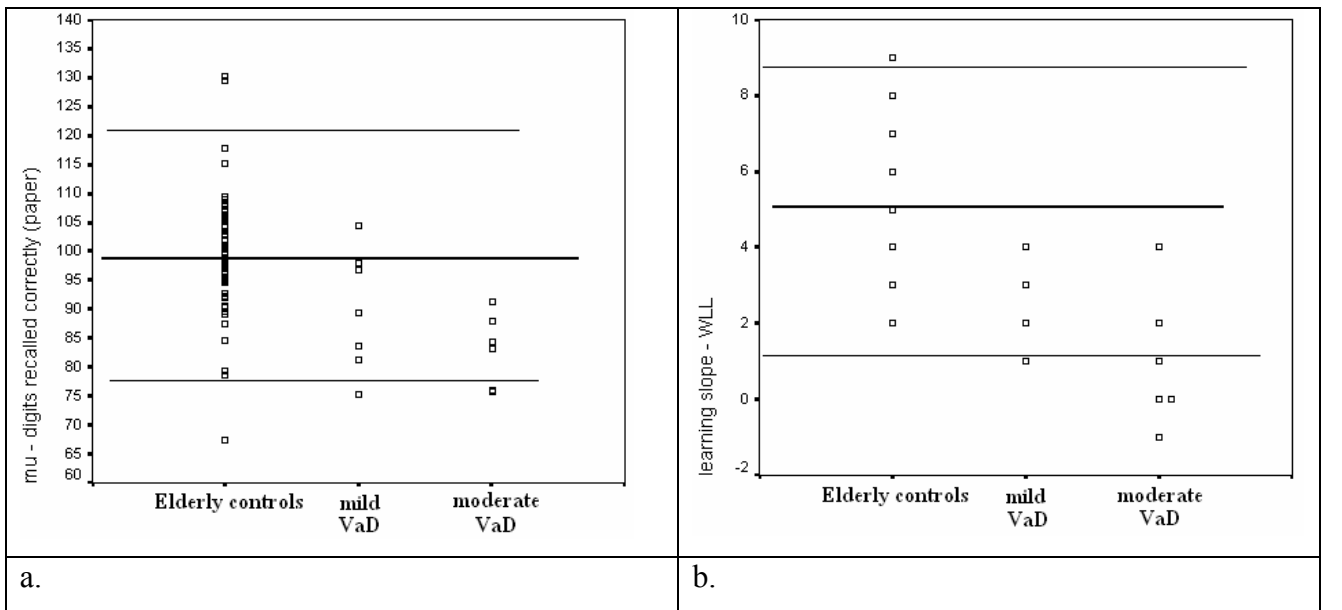 140
135
130
125
120
115
110
105
100
95
90
85
80
75
70
65
60
mu - digits recalled correctly (paper)
Elderly controls
mild
VaD
moderate
VaD
10
8
6
4
2
0
-2
learning slope - WLL
Elderly controls
mild
VaD
moderate
VaD
a.
b.